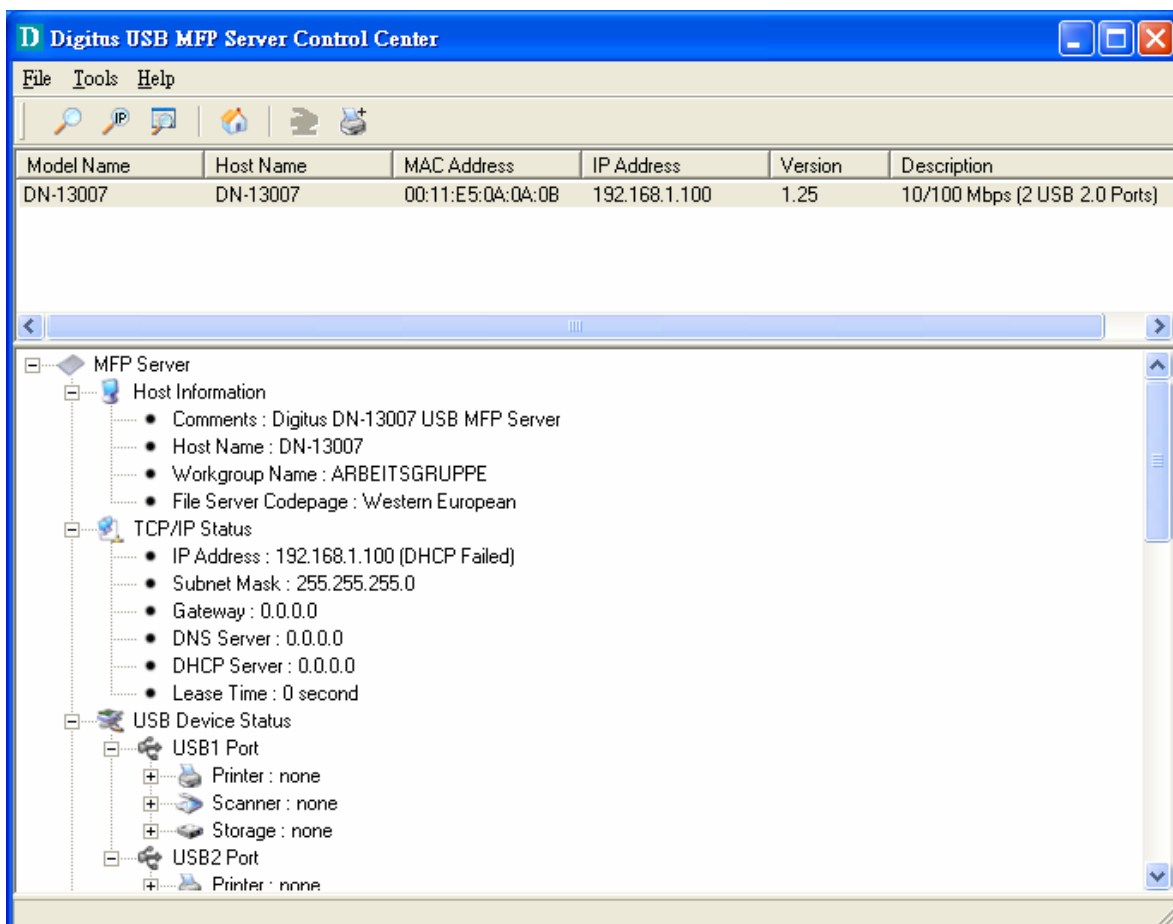 Digitus USB MFP Server Control Center
File Tools Help
IP
Model Name Host Name MAC Address IP Address Version Description
DN-13007 DN-13007 00:11:E5:0A:0A:0B 192.168.1.100 1.25 10/100 Mbps (2 USB 2.0 Ports)
MFP Server
Host Information
Comments : Digitus DN-13007 USB MFP Server
Host Name : DN-13007
Workgroup Name : ARBEITSGRUPPE
File Server Codepage : Western European
TCP/IP Status
IP Address : 192.168.1.100 (DHCP Failed)
Subnet Mask : 255.255.255.0
Gateway : 0.0.0.0
DNS Server : 0.0.0.0
DHCP Server : 0.0.0.0
Lease Time : 0 second
USB Device Status
USB1 Port
Printer : none
Scanner : none
Storage : none
USB2 Port
Printer : none